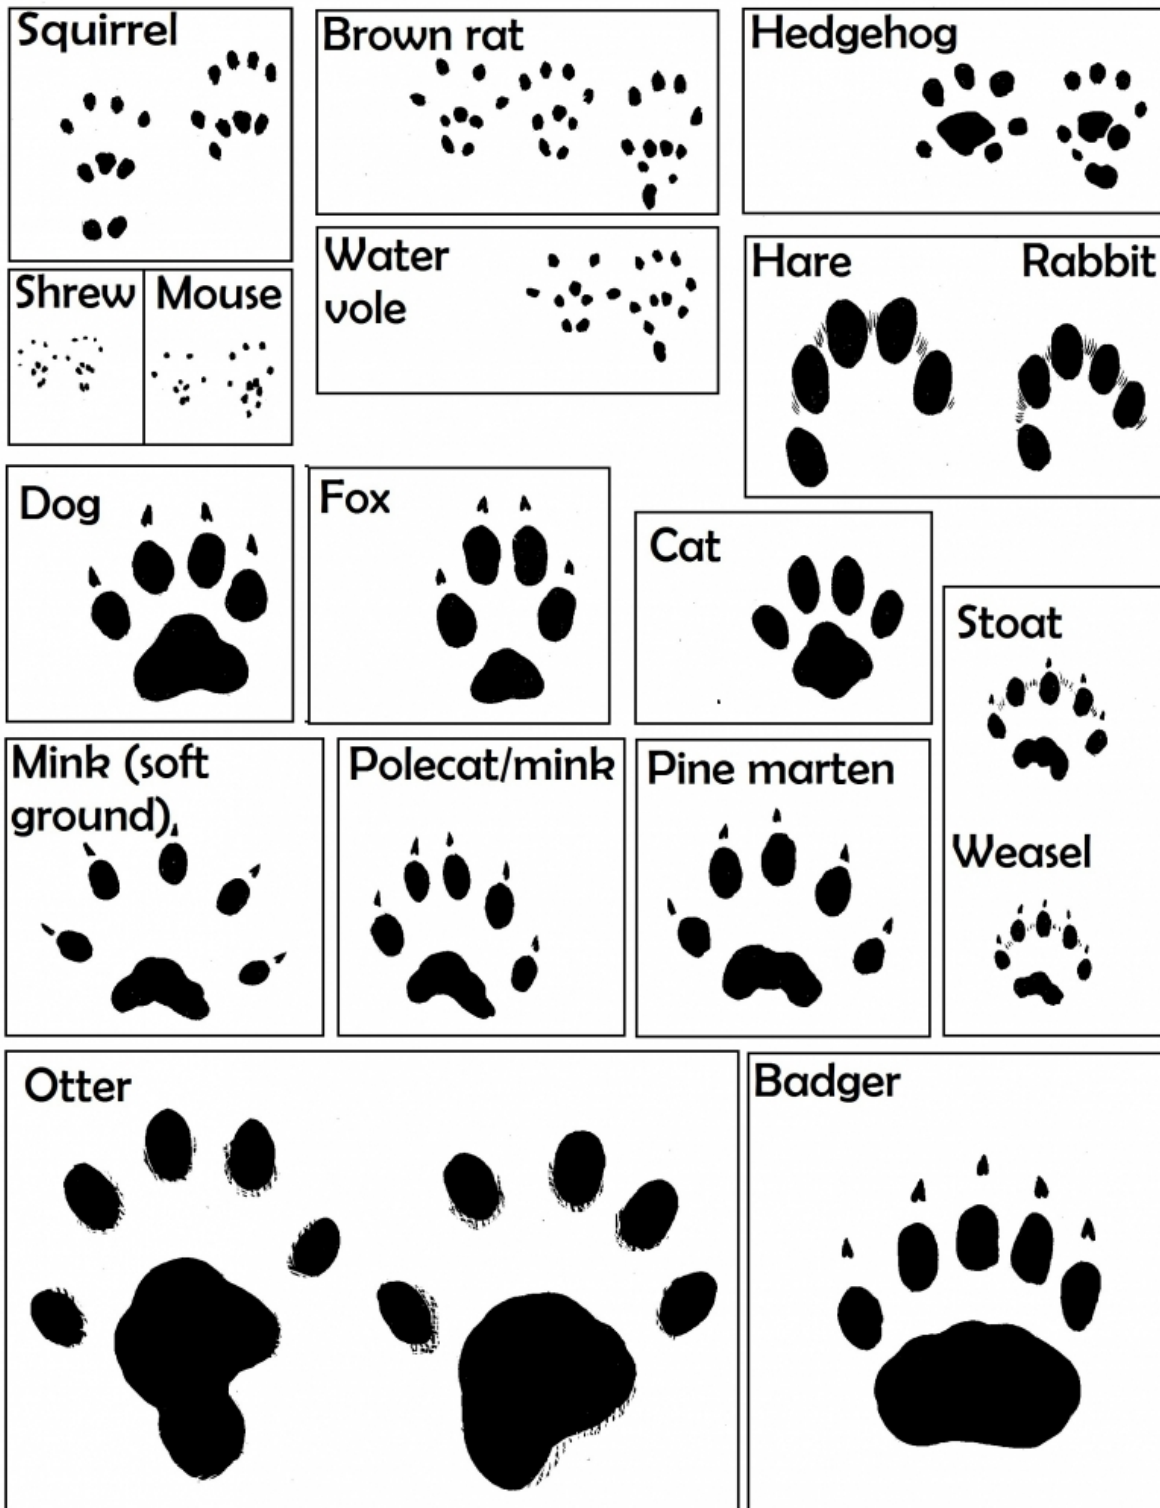 Squirrel
Brown rat
Hedgehog
Shrew
Mouse
Water
vole
Hare
Rabbit
Dog
Fox
Cat
Stoat
Mink (soft
ground)
Polecat/mink
Pine marten
Weasel
Otter
Badger